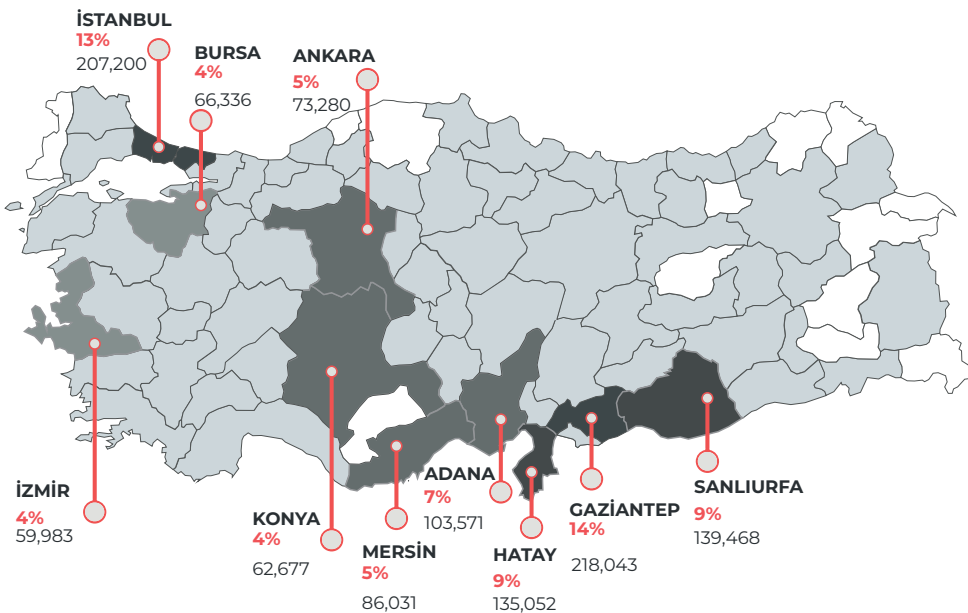 İSTANBUL
13%
207,200
BURSA
4%
66,336
ANKARA
5%
73,280
İZMİR
4%
59,983
KONYA
4%
62,677
MERSİN
5%
86,031
ADANA
7%
103,571
HATAY
9%
135,052
GAZİANTEP
14%
218,043
SANLIURFA
9%
139,468